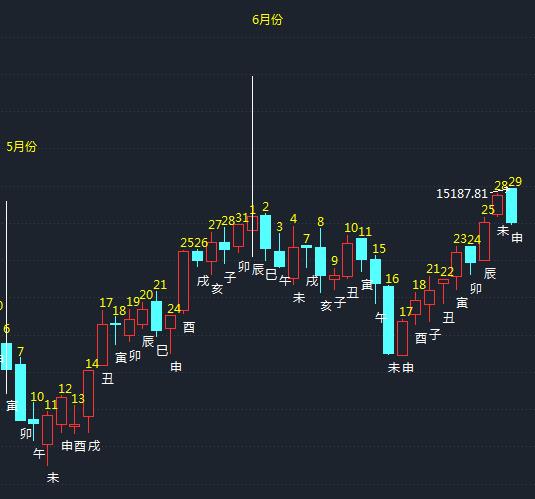 6月份
5月份
15187.81
28 29
25
23 24
22
21
18
17
16
15
11
10
9
8
7
4
3
2
1
31
28
27
25 26
24
21
20
19
18
17
14
13
12
11
10
7
6
0
寅
卯
午
未
申 酉 戌
丑
寅 卯
辰
巳
申
酉
戌
亥
子
卯
辰
巳
午
未
戌
亥 子
丑
寅
午
未 申
酉 子
丑
寅
卯
辰
未 申